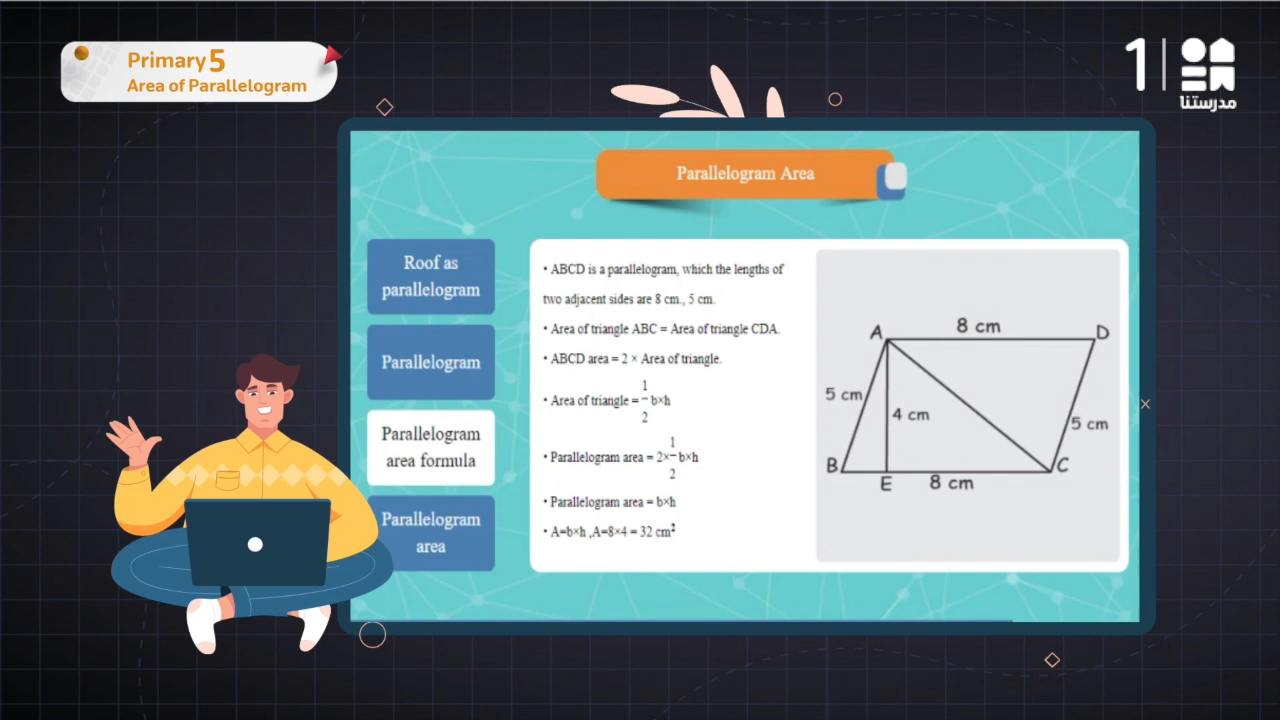 Primary 5
Area of Parallelogram
1
مدرستنا
Parallelogram Area
Roof as
parallelogram
Parallelogram
Parallelogram
area formula
Parallelogram
area
• ABCD is a parallelogram, which the lengths of
two adjacent sides are 8 cm., 5 cm.
• Area of triangle ABC = Area of triangle CDA.
• ABCD area = 2 × Area of triangle.
• Area of triangle = 1/2 b×h
• Parallelogram area = 2×1/2 b×h
• Parallelogram area = b×h
• A=b×h ,A=8×4 = 32 cm²
8 cm
A
D
5 cm
4 cm
5 cm
B
C
E
8 cm